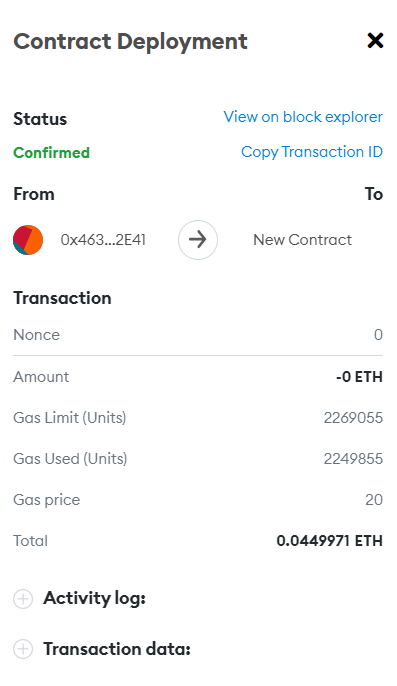 Contract Deployment
Status View on block explorer
Confirmed Copy Transaction ID
From To
0x463...2E41 New Contract
Transaction
Nonce 0
Amount -0 ETH
Gas Limit (Units) 2269055
Gas Used (Units) 2249855
Gas price 20
Total 0.0449971 ETH
Activity log:
Transaction data: